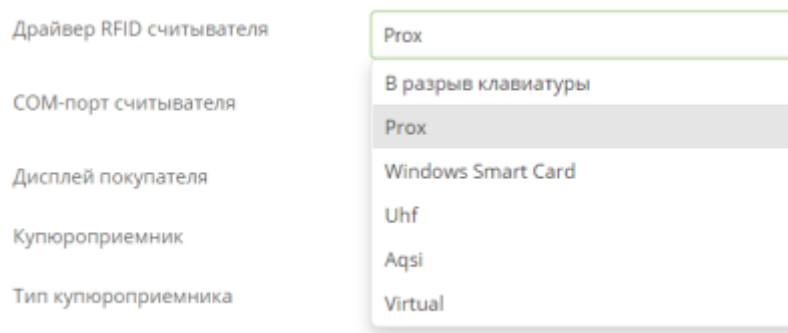 Драйвер RFID считывателя
Prox
В разрыв клавиатуры
COM-порт считывателя
Prox
Windows Smart Card
Дисплей покупателя
Uhf
Купюроприемник
Aqsi
Тип купюроприемника
Virtual